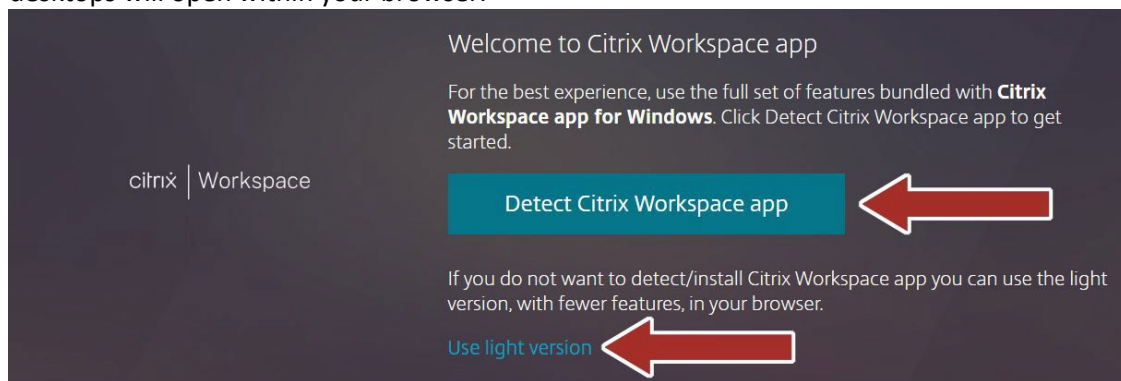 desktops will open within your browser.
Welcome to Citrix Workspace app
For the best experience, use the full set of features bundled with Citrix
Workspace app for Windows. Click Detect Citrix Workspace app to get
started.
citrix | Workspace
Detect Citrix Workspace app
If you do not want to detect/install Citrix Workspace app you can use the light
version, with fewer features, in your browser.
Use light version